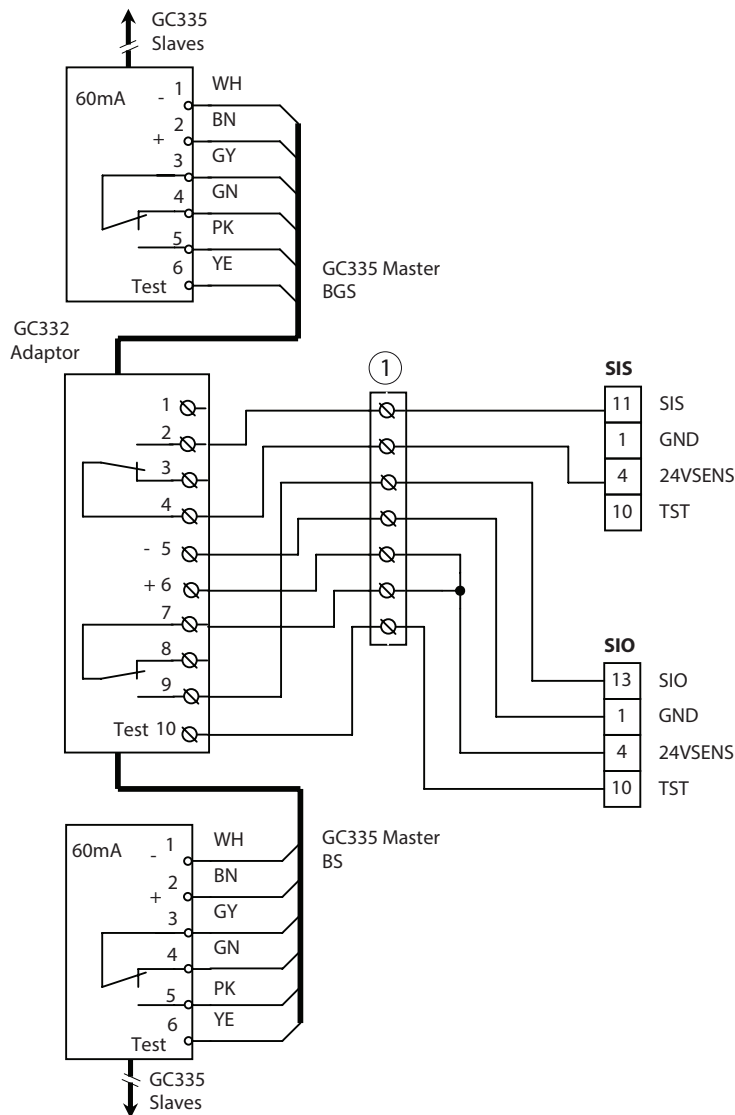 GC335
Slaves
60mA
- 1 WH
2 BN
+
3 GY
4 GN
5 PK
6 YE
Test
GC335 Master
BGS
GC332
Adaptor
1
2
3
4
- 5
+ 6
7
8
9
Test 10
1
SIS
11 SIS
1 GND
4 24VSENS
10 TST
SIO
13 SIO
1 GND
4 24VSENS
10 TST
60mA
- 1 WH
2 BN
+
3 GY
4 GN
5 PK
6 YE
Test
GC335 Master
BS
GC335
Slaves